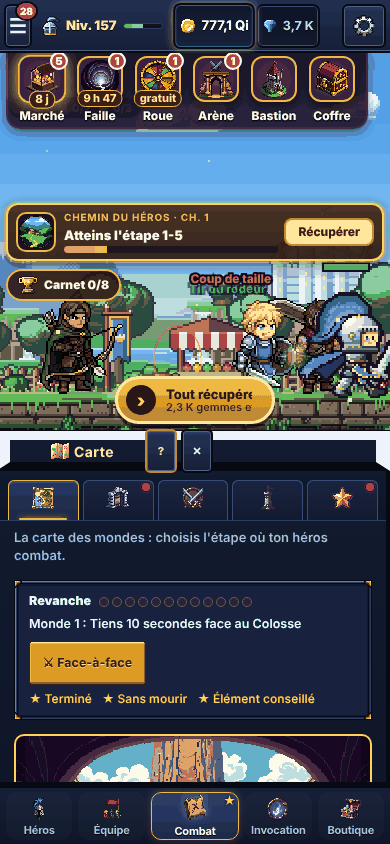 28
Niv. 157
777,1 Qi
3,7 K
5
1
1
1
8 j
9 h 47
gratuit
Marché
Faille
Roue
Arène
Bastion
Coffre
CHEMIN DU HÉROS · CH. 1
Atteins l'étape 1-5
Récupérer
Carnet 0/8
Coup de taille
Tir du rôdeur
Tout récupére
2,3 K gemmes e
Carte
?
×
La carte des mondes : choisis l'étape où ton héros
combat.
Revanche
Monde 1 : Tiens 10 secondes face au Colosse
⚔ Face-à-face
★ Terminé ★ Sans mourir ★ Élément conseillé
Héros
Équipe
Combat
Invocation
Boutique